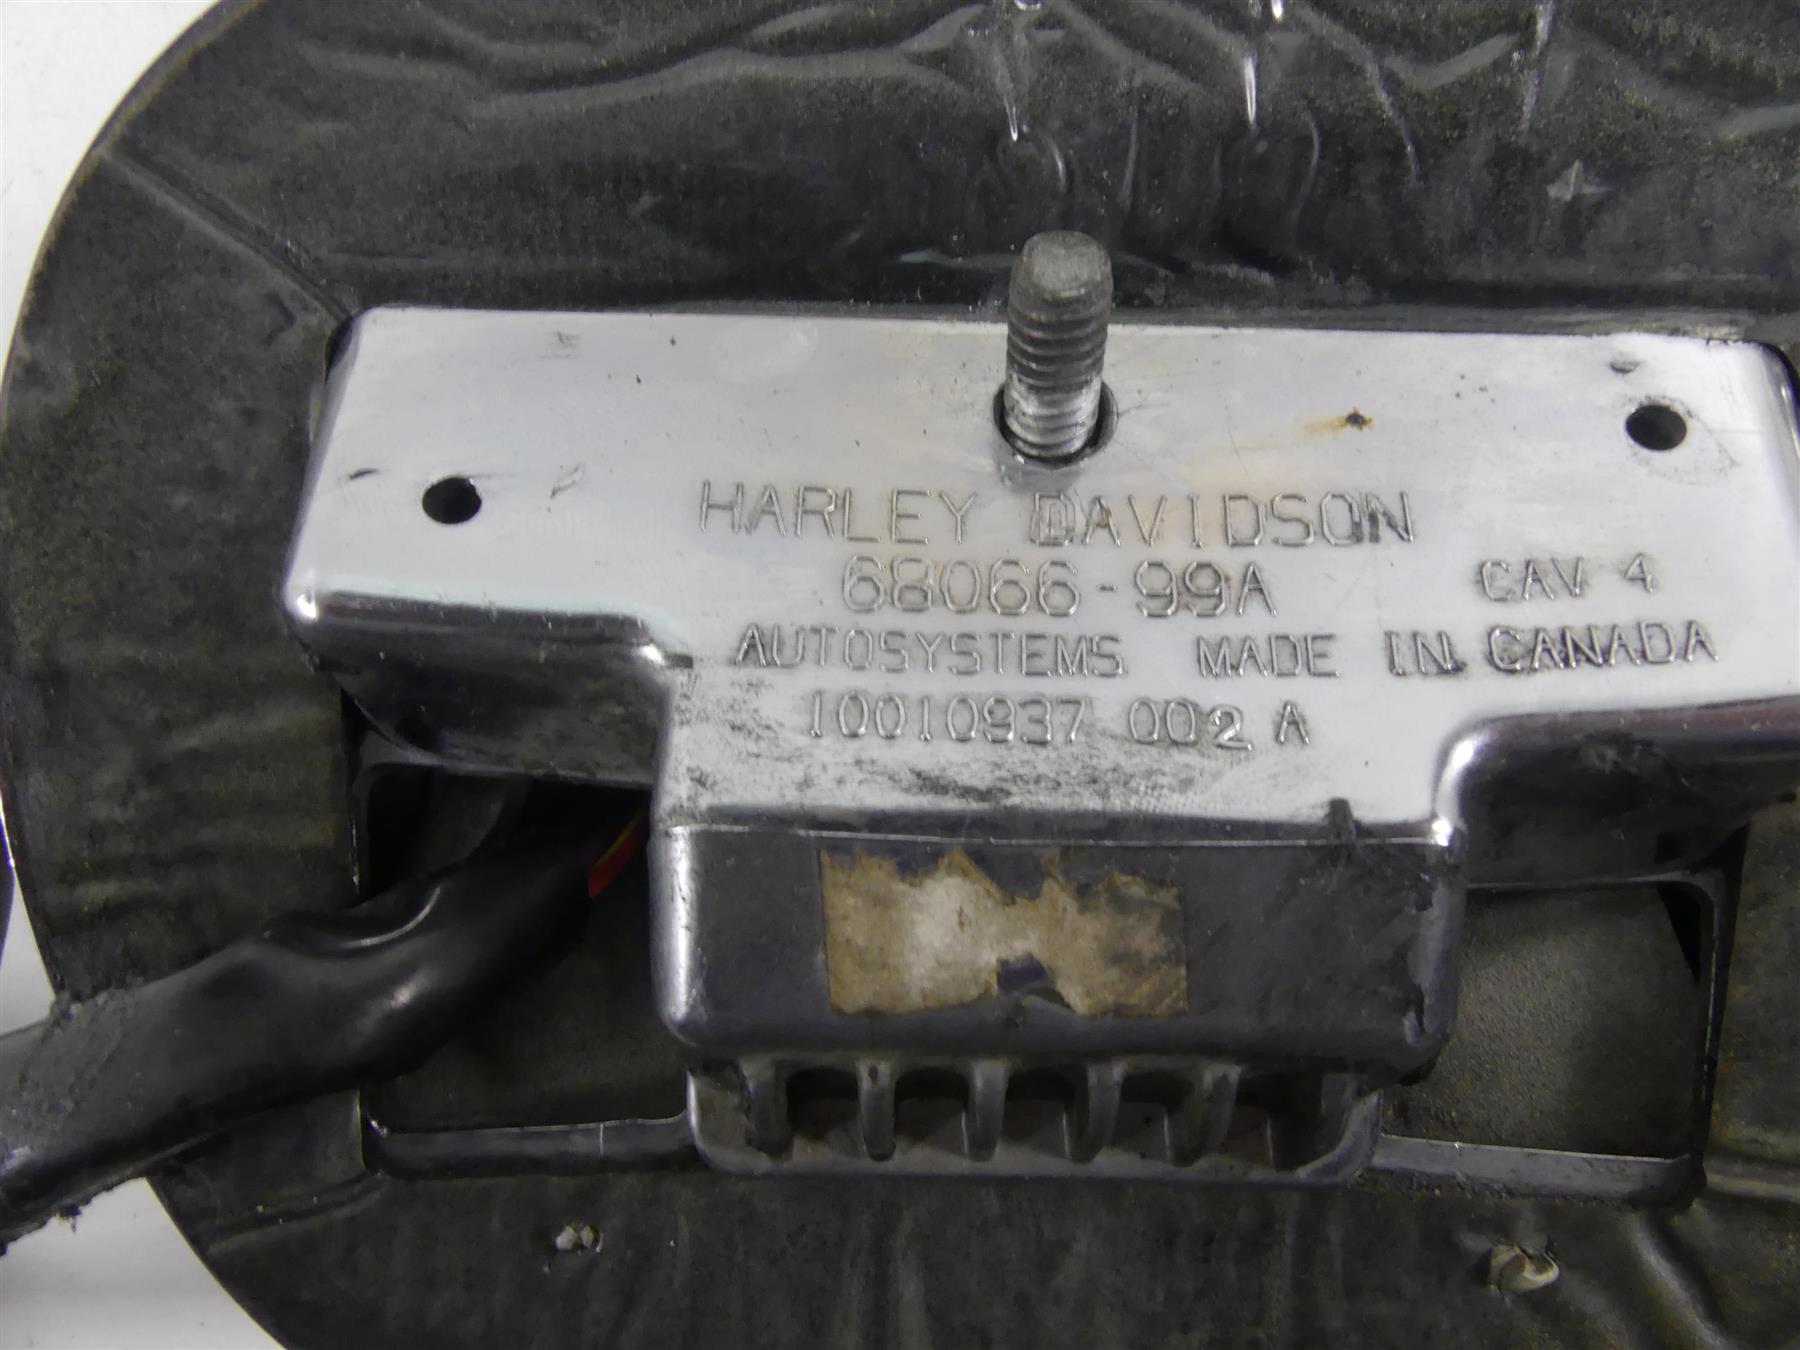 HARLEY DAVIDSON
68066-99A
CAV 4
AUTOSYSTEMS MADE IN CANADA
10010937 002 A